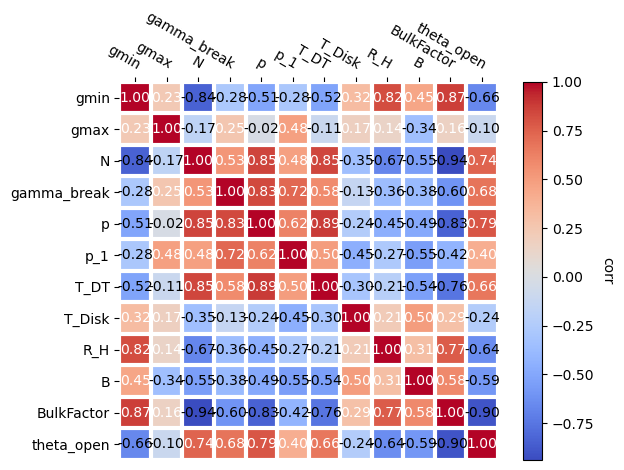 gmin gmax N gamma_break p p_1 T_DT T_Disk R_H B BulkFactor theta_open
gmin 1.00 0.23 -0.84 -0.28 -0.51 -0.28 -0.52 0.32 0.82 0.45 0.87 -0.66
gmax 0.23 1.00 -0.17 0.25 -0.02 0.48 -0.11 0.17 0.14 -0.34 0.16 -0.10
N -0.84 -0.17 1.00 0.53 0.85 0.48 0.85 -0.35 -0.67 -0.55 -0.94 0.74
gamma_break -0.28 0.25 0.53 1.00 0.83 0.72 0.58 -0.13 -0.36 -0.38 -0.60 0.68
p -0.51 -0.02 0.85 0.83 1.00 0.62 0.89 -0.24 -0.45 -0.49 -0.83 0.79
p_1 -0.28 0.48 0.48 0.72 0.62 1.00 0.50 -0.45 -0.27 -0.55 -0.42 0.40
T_DT -0.52 -0.11 0.85 0.58 0.89 0.50 1.00 -0.30 -0.21 -0.54 -0.76 0.66
T_Disk 0.32 0.17 -0.35 -0.13 -0.24 -0.45 -0.30 1.00 0.21 0.50 0.29 -0.24
R_H 0.82 0.14 -0.67 -0.36 -0.45 -0.27 -0.21 0.21 1.00 0.31 0.77 -0.64
B 0.45 -0.34 -0.55 -0.38 -0.49 -0.55 -0.54 0.50 0.31 1.00 0.58 -0.59
BulkFactor 0.87 0.16 -0.94 -0.60 -0.83 -0.42 -0.76 0.29 0.77 0.58 1.00 -0.90
theta_open -0.66 -0.10 0.74 0.68 0.79 0.40 0.66 -0.24 -0.64 -0.59 -0.90 1.00
1.00
0.75
0.50
0.25
0.00
−0.25
−0.50
−0.75
corr